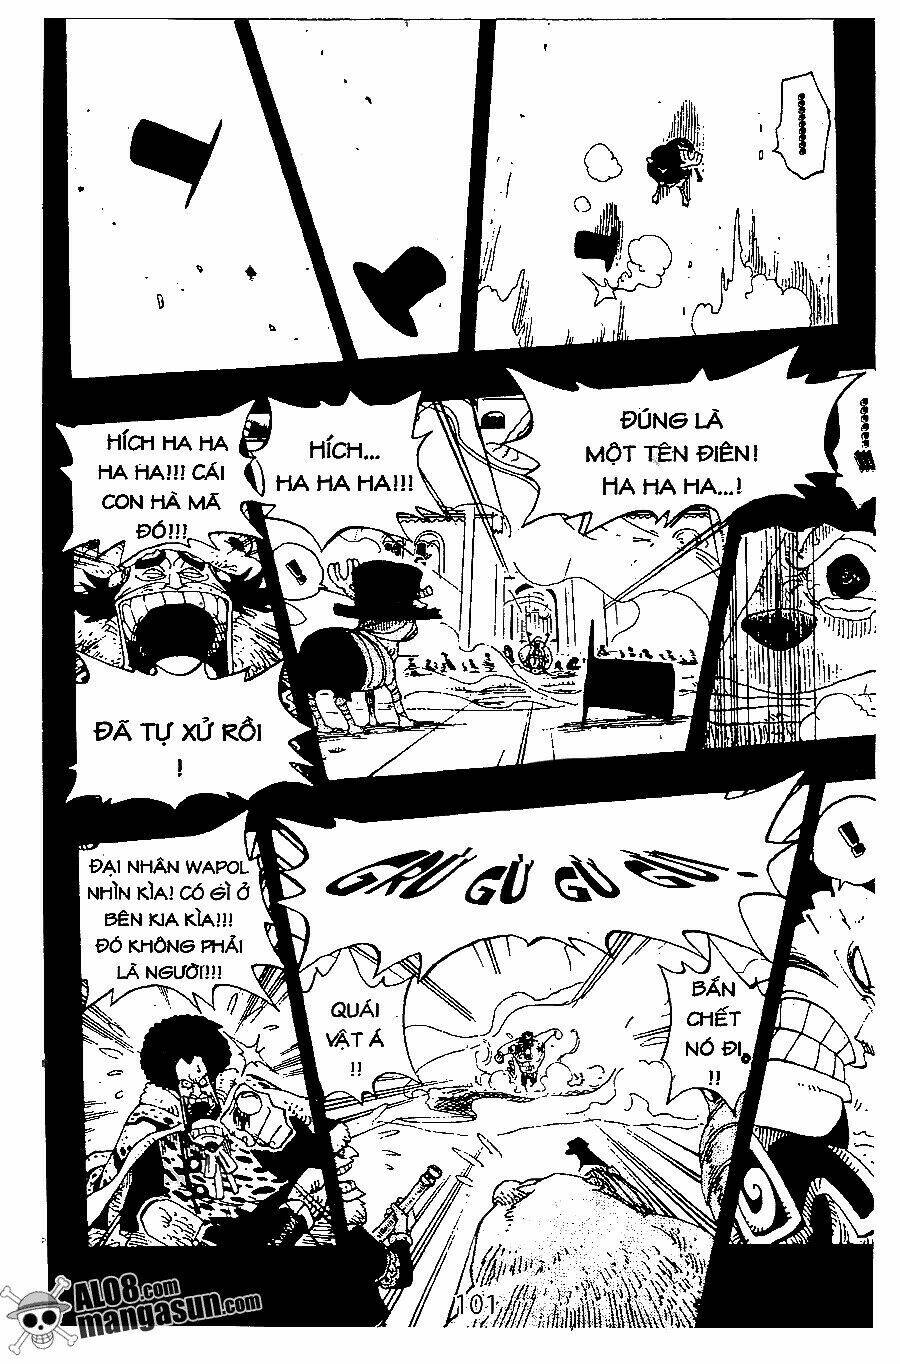 eeeeeeeee
eeeeee
ĐÚNG LÀ
MỘT TÊN ĐIÊN!
HA HA HA...!
HÍCH...
HA HA HA!!!
!
HÍCH HA HA
HA HA!!! CÁI
CON HÀ MÃ
ĐÓ!!!
ĐÃ TỰ XỬ RỒI
!
!!
GRỪ GỪ GỪ GỪ!
BẮN
CHẾT
NÓ ĐI.
!!
QUÁI
VẬT Á
!!
ĐẠI NHÂN WAPOL
NHÌN KÌA! CÓ GÌ Ở
BÊN KIA KÌA!!!
ĐÓ KHÔNG PHẢI
LÀ NGƯỜI!!!
101
AL08.com
mangasun.com